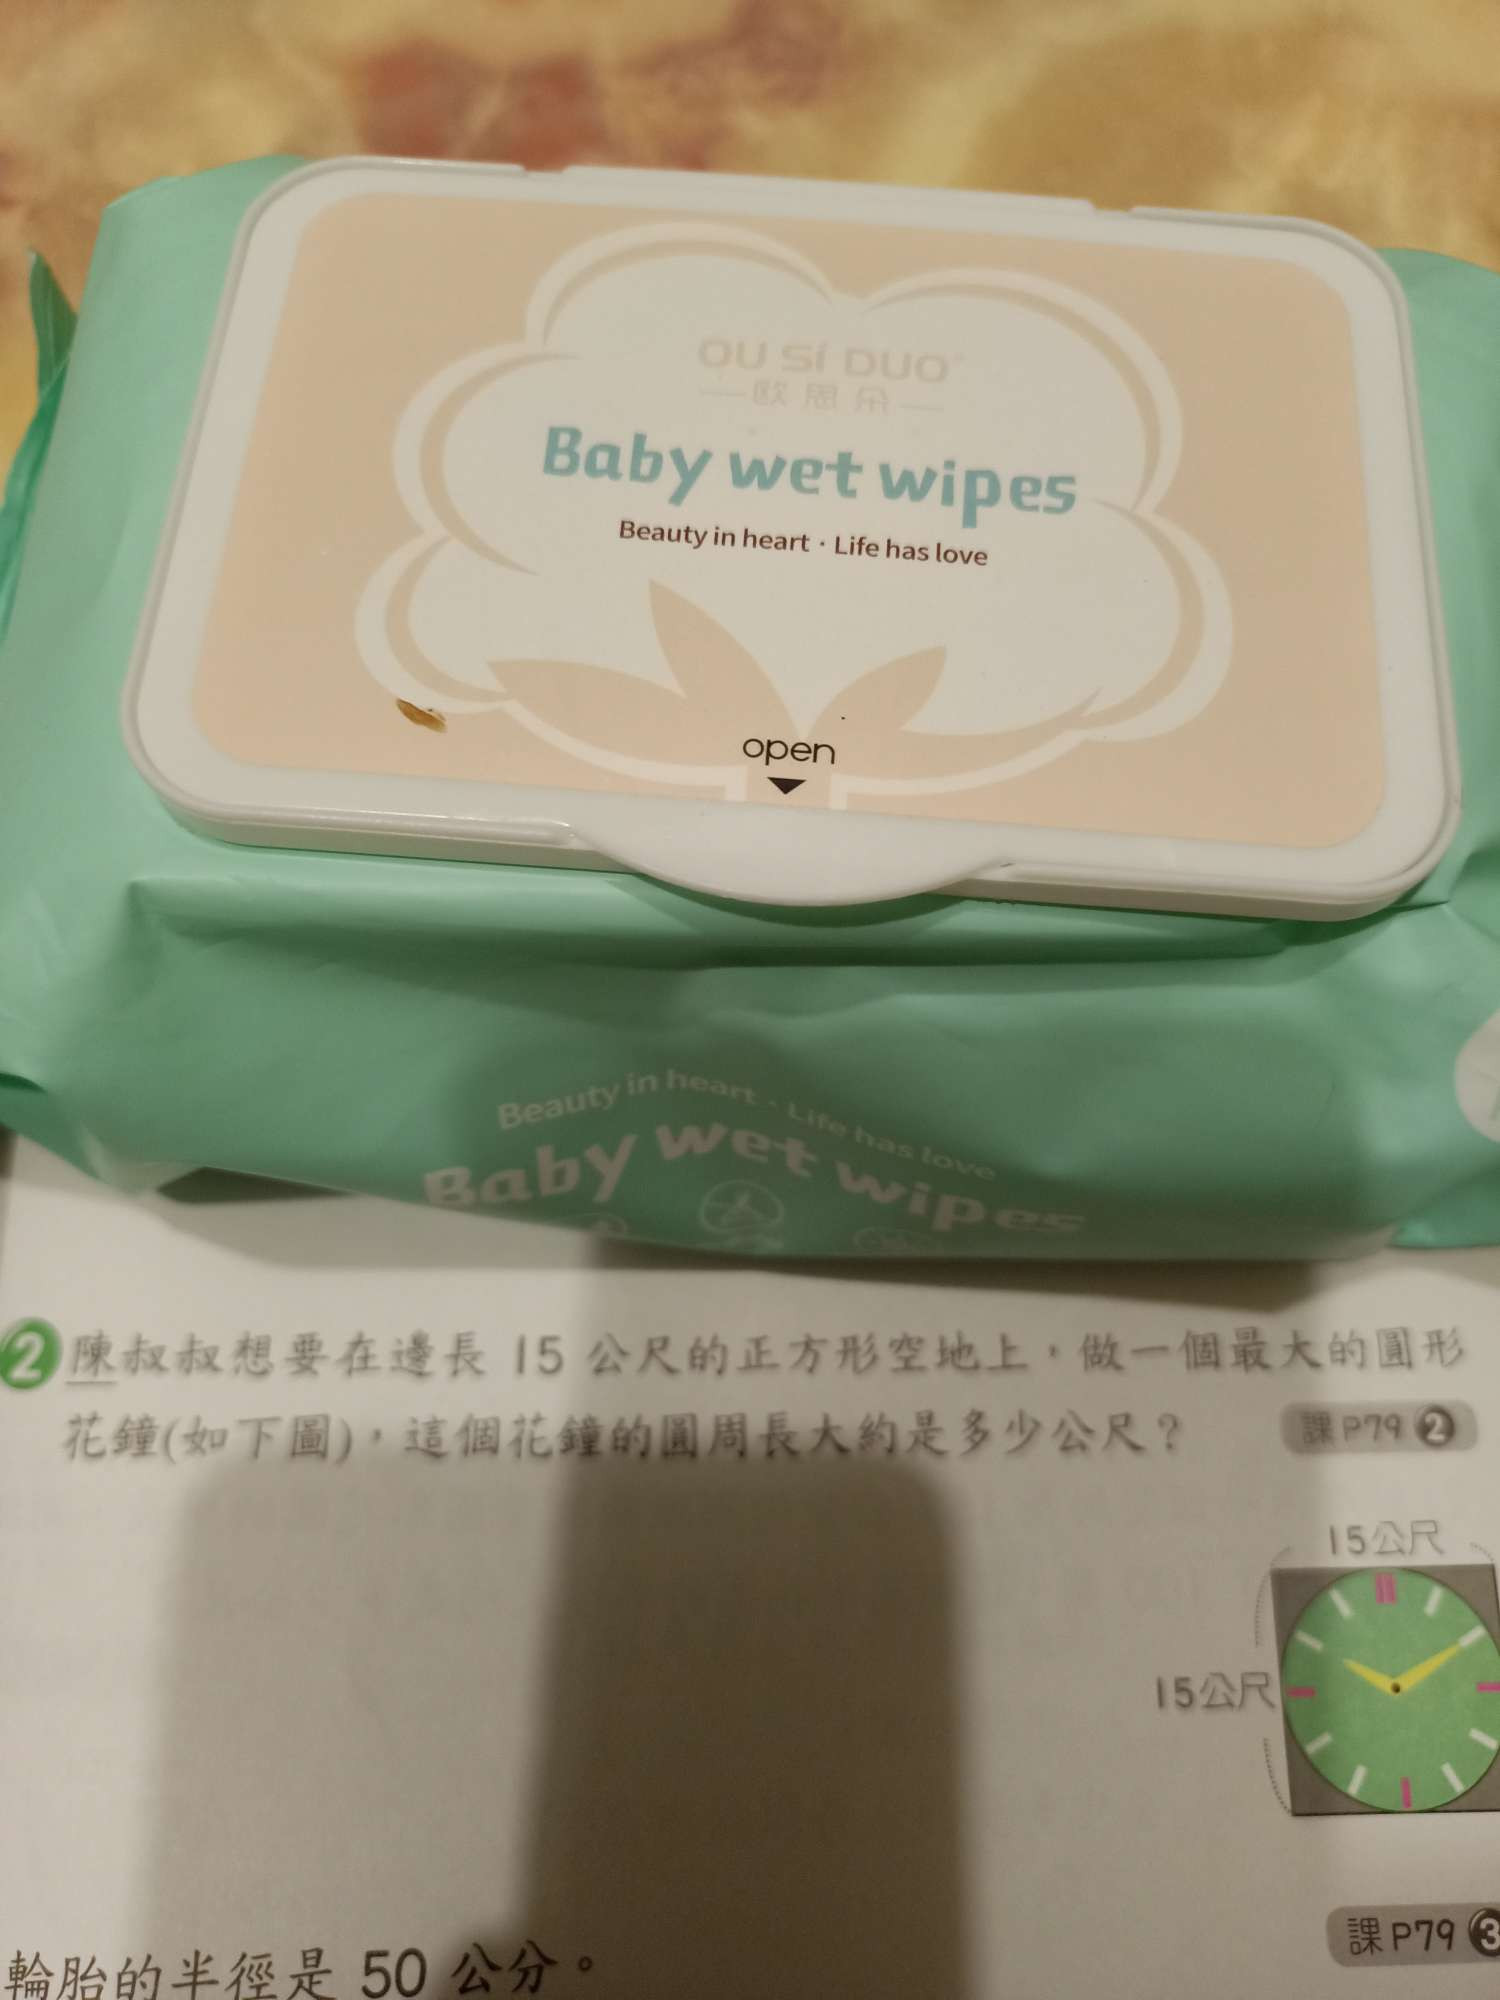 OU Sí DUO
欧思朵
Baby wet wipes
Beauty in heart · Life has love
open
Beauty in heart · Life has love
Baby wet wipes
2 陳叔叔想要在邊長 15 公尺的正方形空地上，做一個最大的圓形
花鐘(如下圖)，這個花鐘的圓周長大約是多少公尺？
課P79 2
15公尺
15公尺
課P79 3
輪胎的半徑是 50 公分。